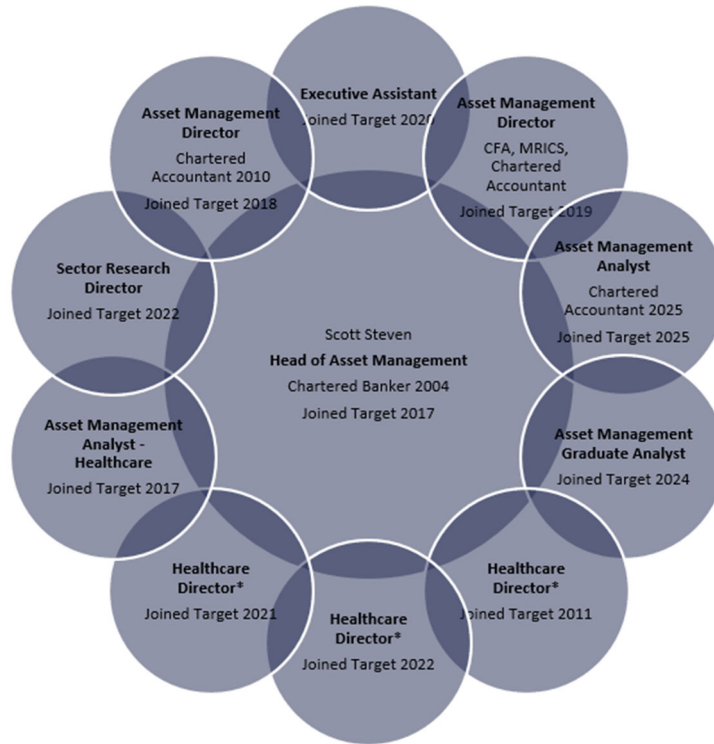 Executive Assistant
Joined Target 2020
Asset Management
Director
CFA, MRICS,
Chartered
Accountant
Joined Target 2019
Asset Management
Analyst
Chartered
Accountant 2025
Joined Target 2025
Asset Management
Graduate Analyst
Joined Target 2024
Healthcare
Director*
Joined Target 2011
Healthcare
Director*
Joined Target 2022
Healthcare
Director*
Joined Target 2021
Asset Management
Analyst -
Healthcare
Joined Target 2017
Sector Research
Director
Joined Target 2022
Asset Management
Director
Chartered
Accountant 2010
Joined Target 2018
Scott Steven
Head of Asset Management
Chartered Banker 2004
Joined Target 2017